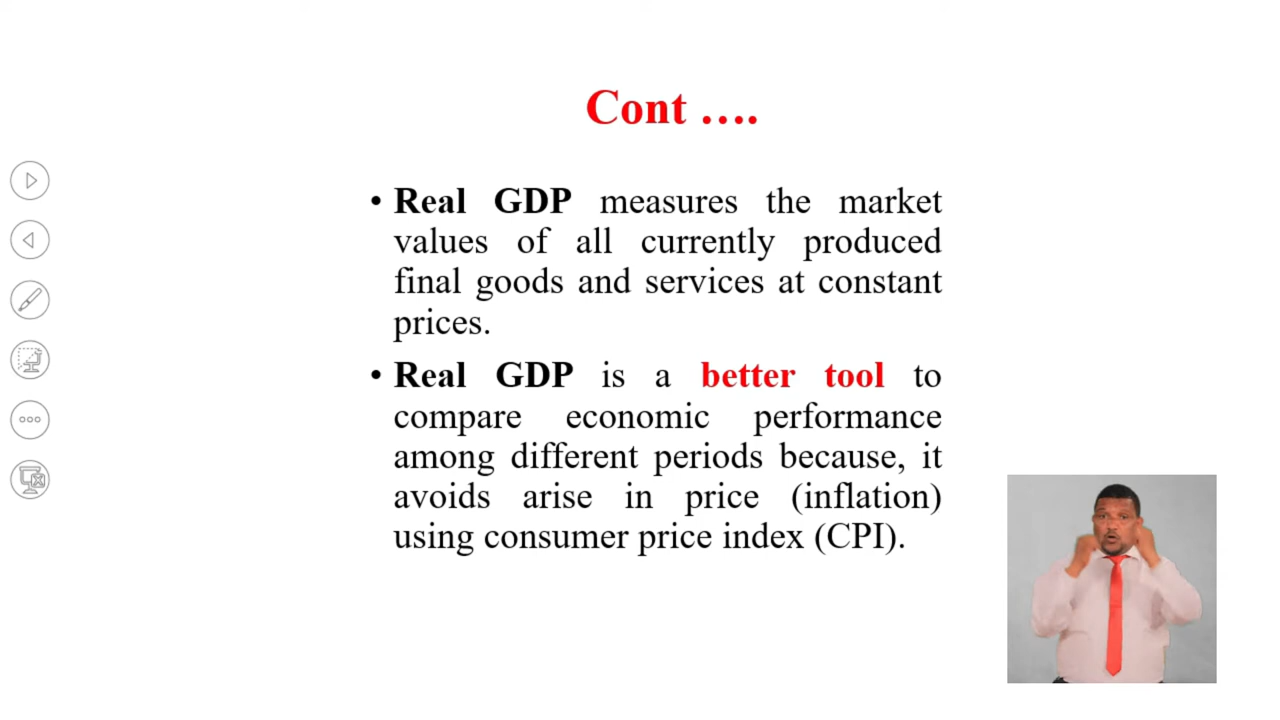 Cont ....
• Real GDP measures the market
values of all currently produced
final goods and services at constant
prices.
• Real GDP is a better tool to
compare economic performance
among different periods because, it
avoids arise in price (inflation)
using consumer price index (CPI).